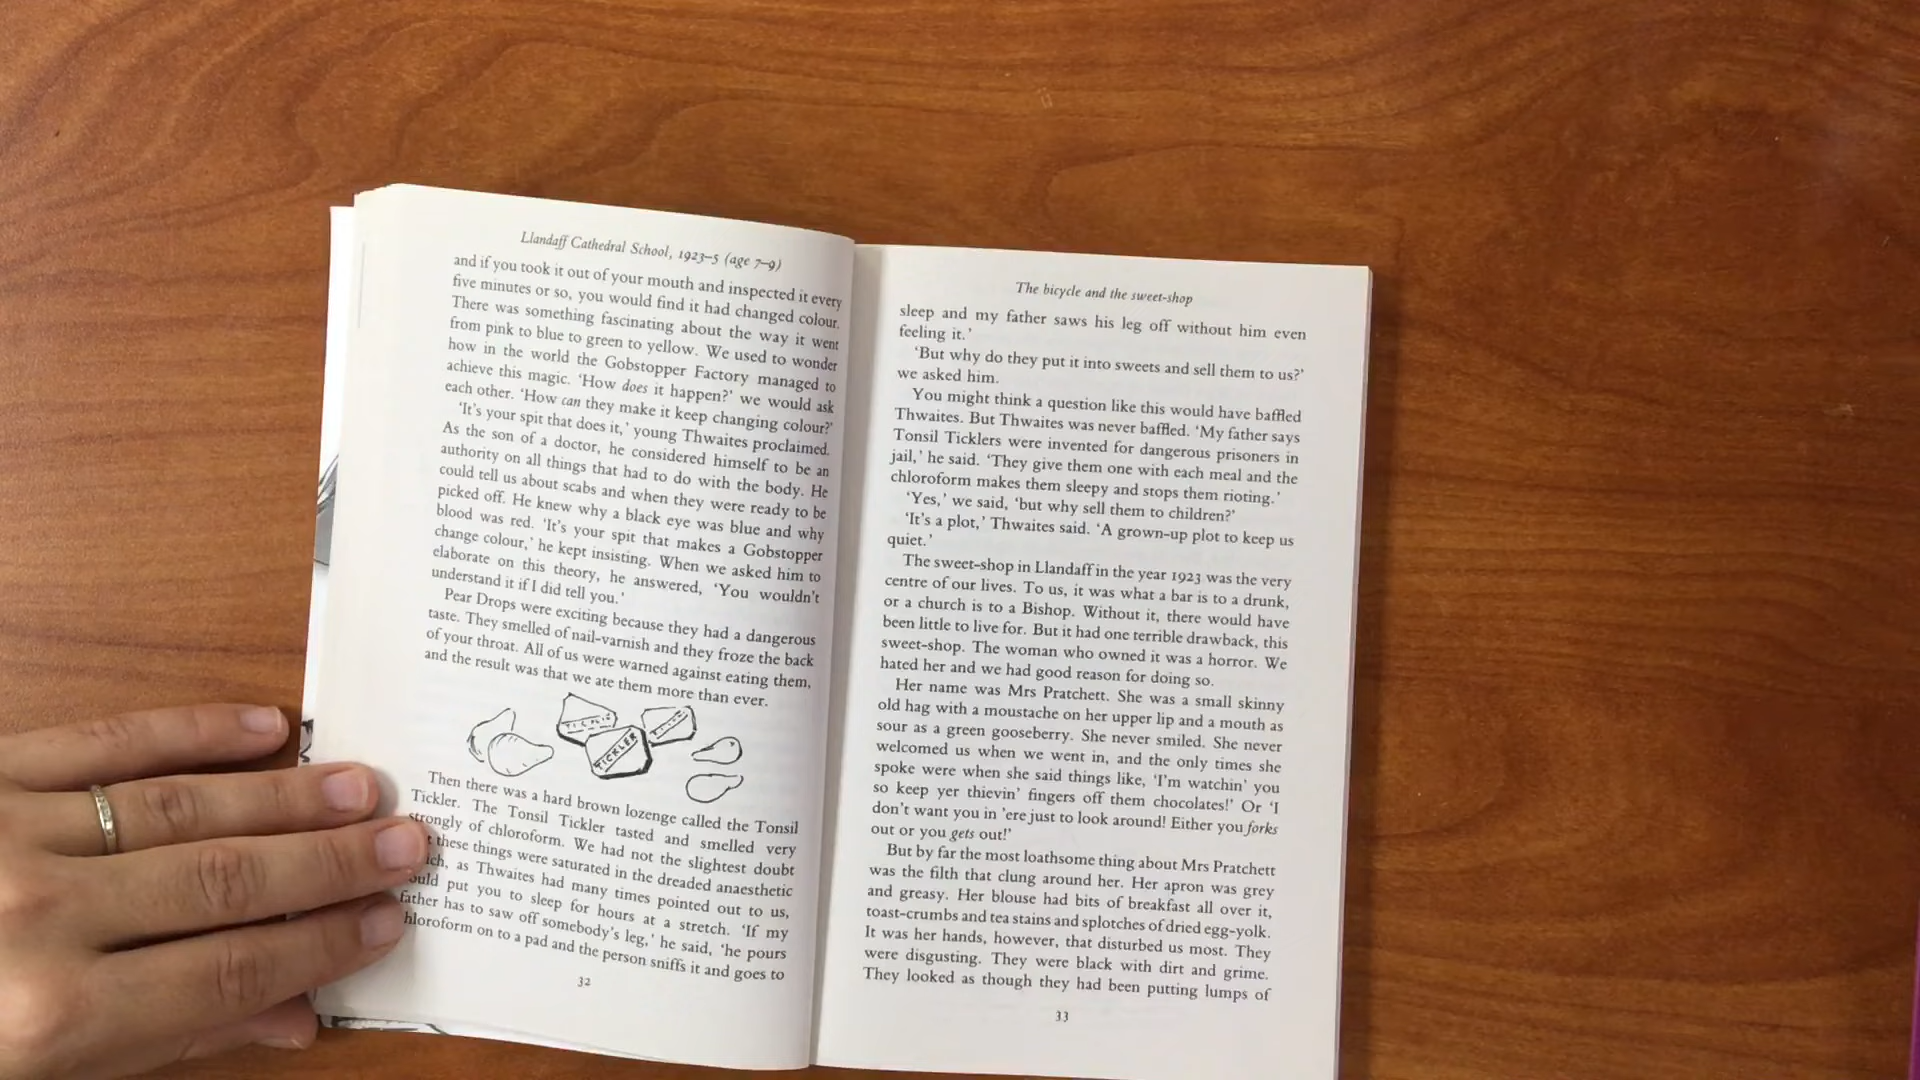 Llandaff Cathedral School, 1923–5 (age 7–9)
and if you took it out of your mouth and inspected it every
five minutes or so, you would find it had changed colour.
There was something fascinating about the way it went
from pink to blue to green to yellow. We used to wonder
how in the world the Gobstopper Factory managed to
achieve this magic. ‘How does it happen?’ we would ask
each other. ‘How can they make it keep changing colour?’
‘It’s your spit that does it,’ young Thwaites proclaimed.
As the son of a doctor, he considered himself to be an
authority on all things that had to do with the body. He
could tell us about scabs and when they were ready to be
picked off. He knew why a black eye was blue and why
blood was red. ‘It’s your spit that makes a Gobstopper
change colour,’ he kept insisting. When we asked him to
elaborate on this theory, he answered, ‘You wouldn’t
understand it if I did tell you.’
Pear Drops were exciting because they had a dangerous
taste. They smelled of nail-varnish and they froze the back
of your throat. All of us were warned against eating them,
and the result was that we ate them more than ever.
TICKLER
Then there was a hard brown lozenge called the Tonsil
Tickler. The Tonsil Tickler tasted and smelled very
strongly of chloroform. We had not the slightest doubt
these things were saturated in the dreaded anaesthetic
as Thwaites had many times pointed out to us,
put you to sleep for hours at a stretch. ‘If my
father has to saw off somebody’s leg,’ he said, ‘he pours
hloroform on to a pad and the person sniffs it and goes to
32
The bicycle and the sweet-shop
sleep and my father saws his leg off without him even
feeling it.’
‘But why do they put it into sweets and sell them to us?’
we asked him.
You might think a question like this would have baffled
Thwaites. But Thwaites was never baffled. ‘My father says
Tonsil Ticklers were invented for dangerous prisoners in
jail,’ he said. ‘They give them one with each meal and the
chloroform makes them sleepy and stops them rioting.’
‘Yes,’ we said, ‘but why sell them to children?’
‘It’s a plot,’ Thwaites said. ‘A grown-up plot to keep us
quiet.’
The sweet-shop in Llandaff in the year 1923 was the very
centre of our lives. To us, it was what a bar is to a drunk,
or a church is to a Bishop. Without it, there would have
been little to live for. But it had one terrible drawback, this
sweet-shop. The woman who owned it was a horror. We
hated her and we had good reason for doing so.
Her name was Mrs Pratchett. She was a small skinny
old hag with a moustache on her upper lip and a mouth as
sour as a green gooseberry. She never smiled. She never
welcomed us when we went in, and the only times she
spoke were when she said things like, ‘I’m watchin’ you
so keep yer thievin’ fingers off them chocolates!’ Or ‘I
don’t want you in ’ere just to look around! Either you forks
out or you gets out!’
But by far the most loathsome thing about Mrs Pratchett
was the filth that clung around her. Her apron was grey
and greasy. Her blouse had bits of breakfast all over it,
toast-crumbs and tea stains and splotches of dried egg-yolk.
It was her hands, however, that disturbed us most. They
were disgusting. They were black with dirt and grime.
They looked as though they had been putting lumps of
33